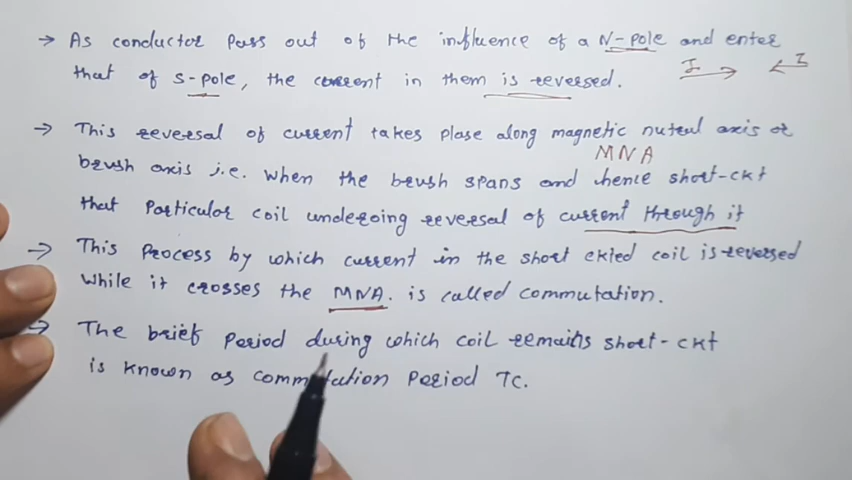 → As conductor Pass out of the influence of a N-pole and enter
that of S-pole, the current in them is reversed. I I
→ This reversal of current takes plase along magnetic nutral axis or
MNA
brush axis i.e. when the brush spans and hence short-ckt
that Particular coil undergoing reversal of current through it
→ This Process by which current in the short ckted coil is reversed
While it crosses the MNA. is called commutation.
→ The brief Period during which coil remains short-ckt
is known as commutation Period Tc.